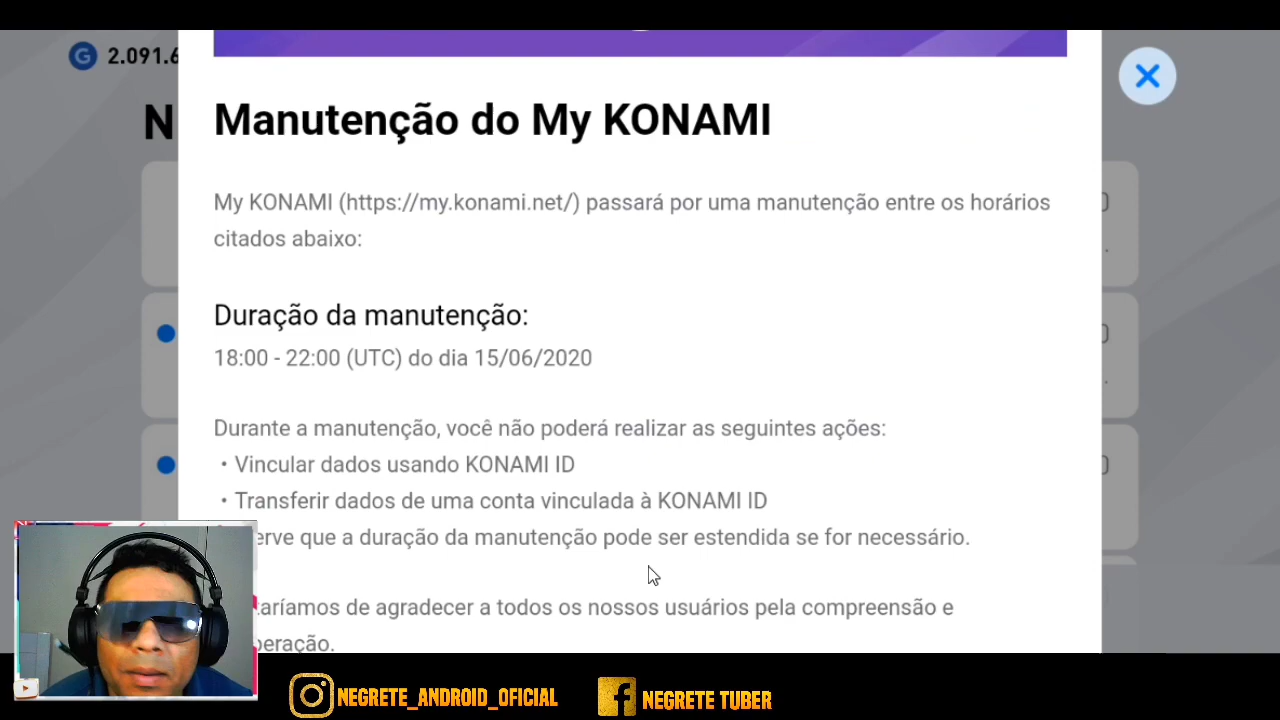 2.091.6
N
Manutenção do My KONAMI
My KONAMI (https://my.konami.net/) passará por uma manutenção entre os horários
citados abaixo:
Duração da manutenção:
18:00 - 22:00 (UTC) do dia 15/06/2020
Durante a manutenção, você não poderá realizar as seguintes ações:
・Vincular dados usando KONAMI ID
・Transferir dados de uma conta vinculada à KONAMI ID
erve que a duração da manutenção pode ser estendida se for necessário.
aríamos de agradecer a todos os nossos usuários pela compreensão e
peração.
NEGRETE_ANDROID_OFICIAL
NEGRETE TUBER